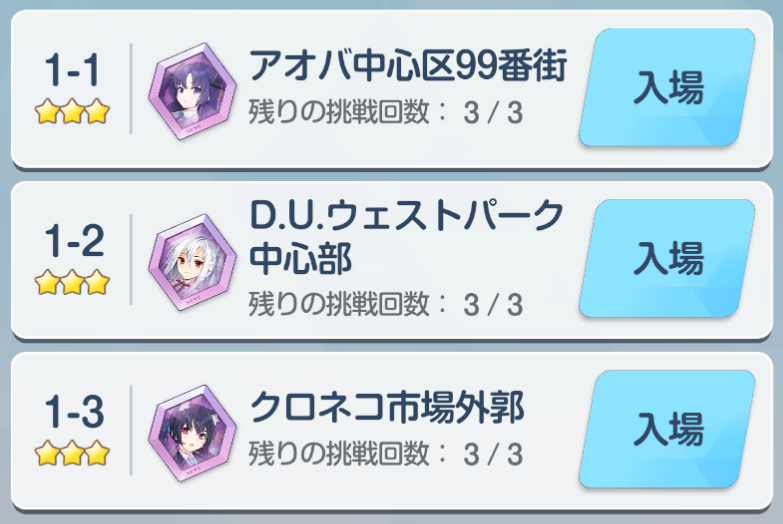 1-1
アオバ中心区99番街
残りの挑戦回数： 3 / 3
入場
1-2
D.U.ウェストパーク
中心部
残りの挑戦回数： 3 / 3
入場
1-3
クロネコ市場外郭
残りの挑戦回数： 3 / 3
入場